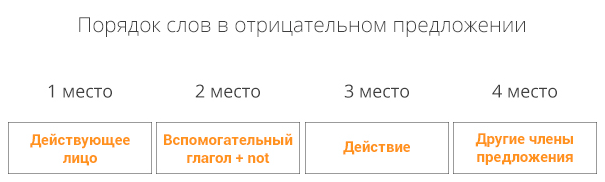 Порядок слов в отрицательном предложении
1 место 2 место 3 место 4 место
Действующее лицо
Вспомогательный глагол + not
Действие
Другие члены предложения